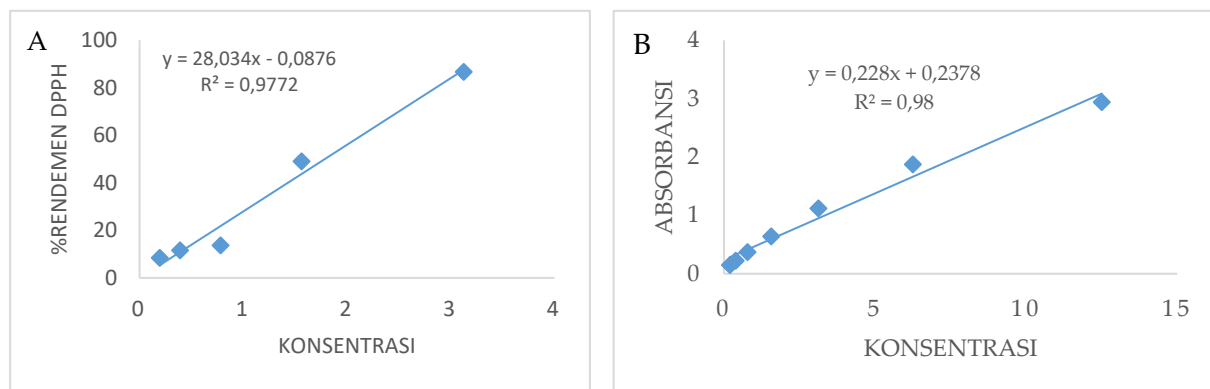 A
y = 28,034x - 0,0876
R² = 0,9772
%RENDEMEN DPPH
100
80
60
40
20
0
0 1 2 3 4
KONSENTRASI
B
y = 0,228x + 0,2378
R² = 0,98
ABSORBANSI
4
3
2
1
0
0 5 10 15
KONSENTRASI